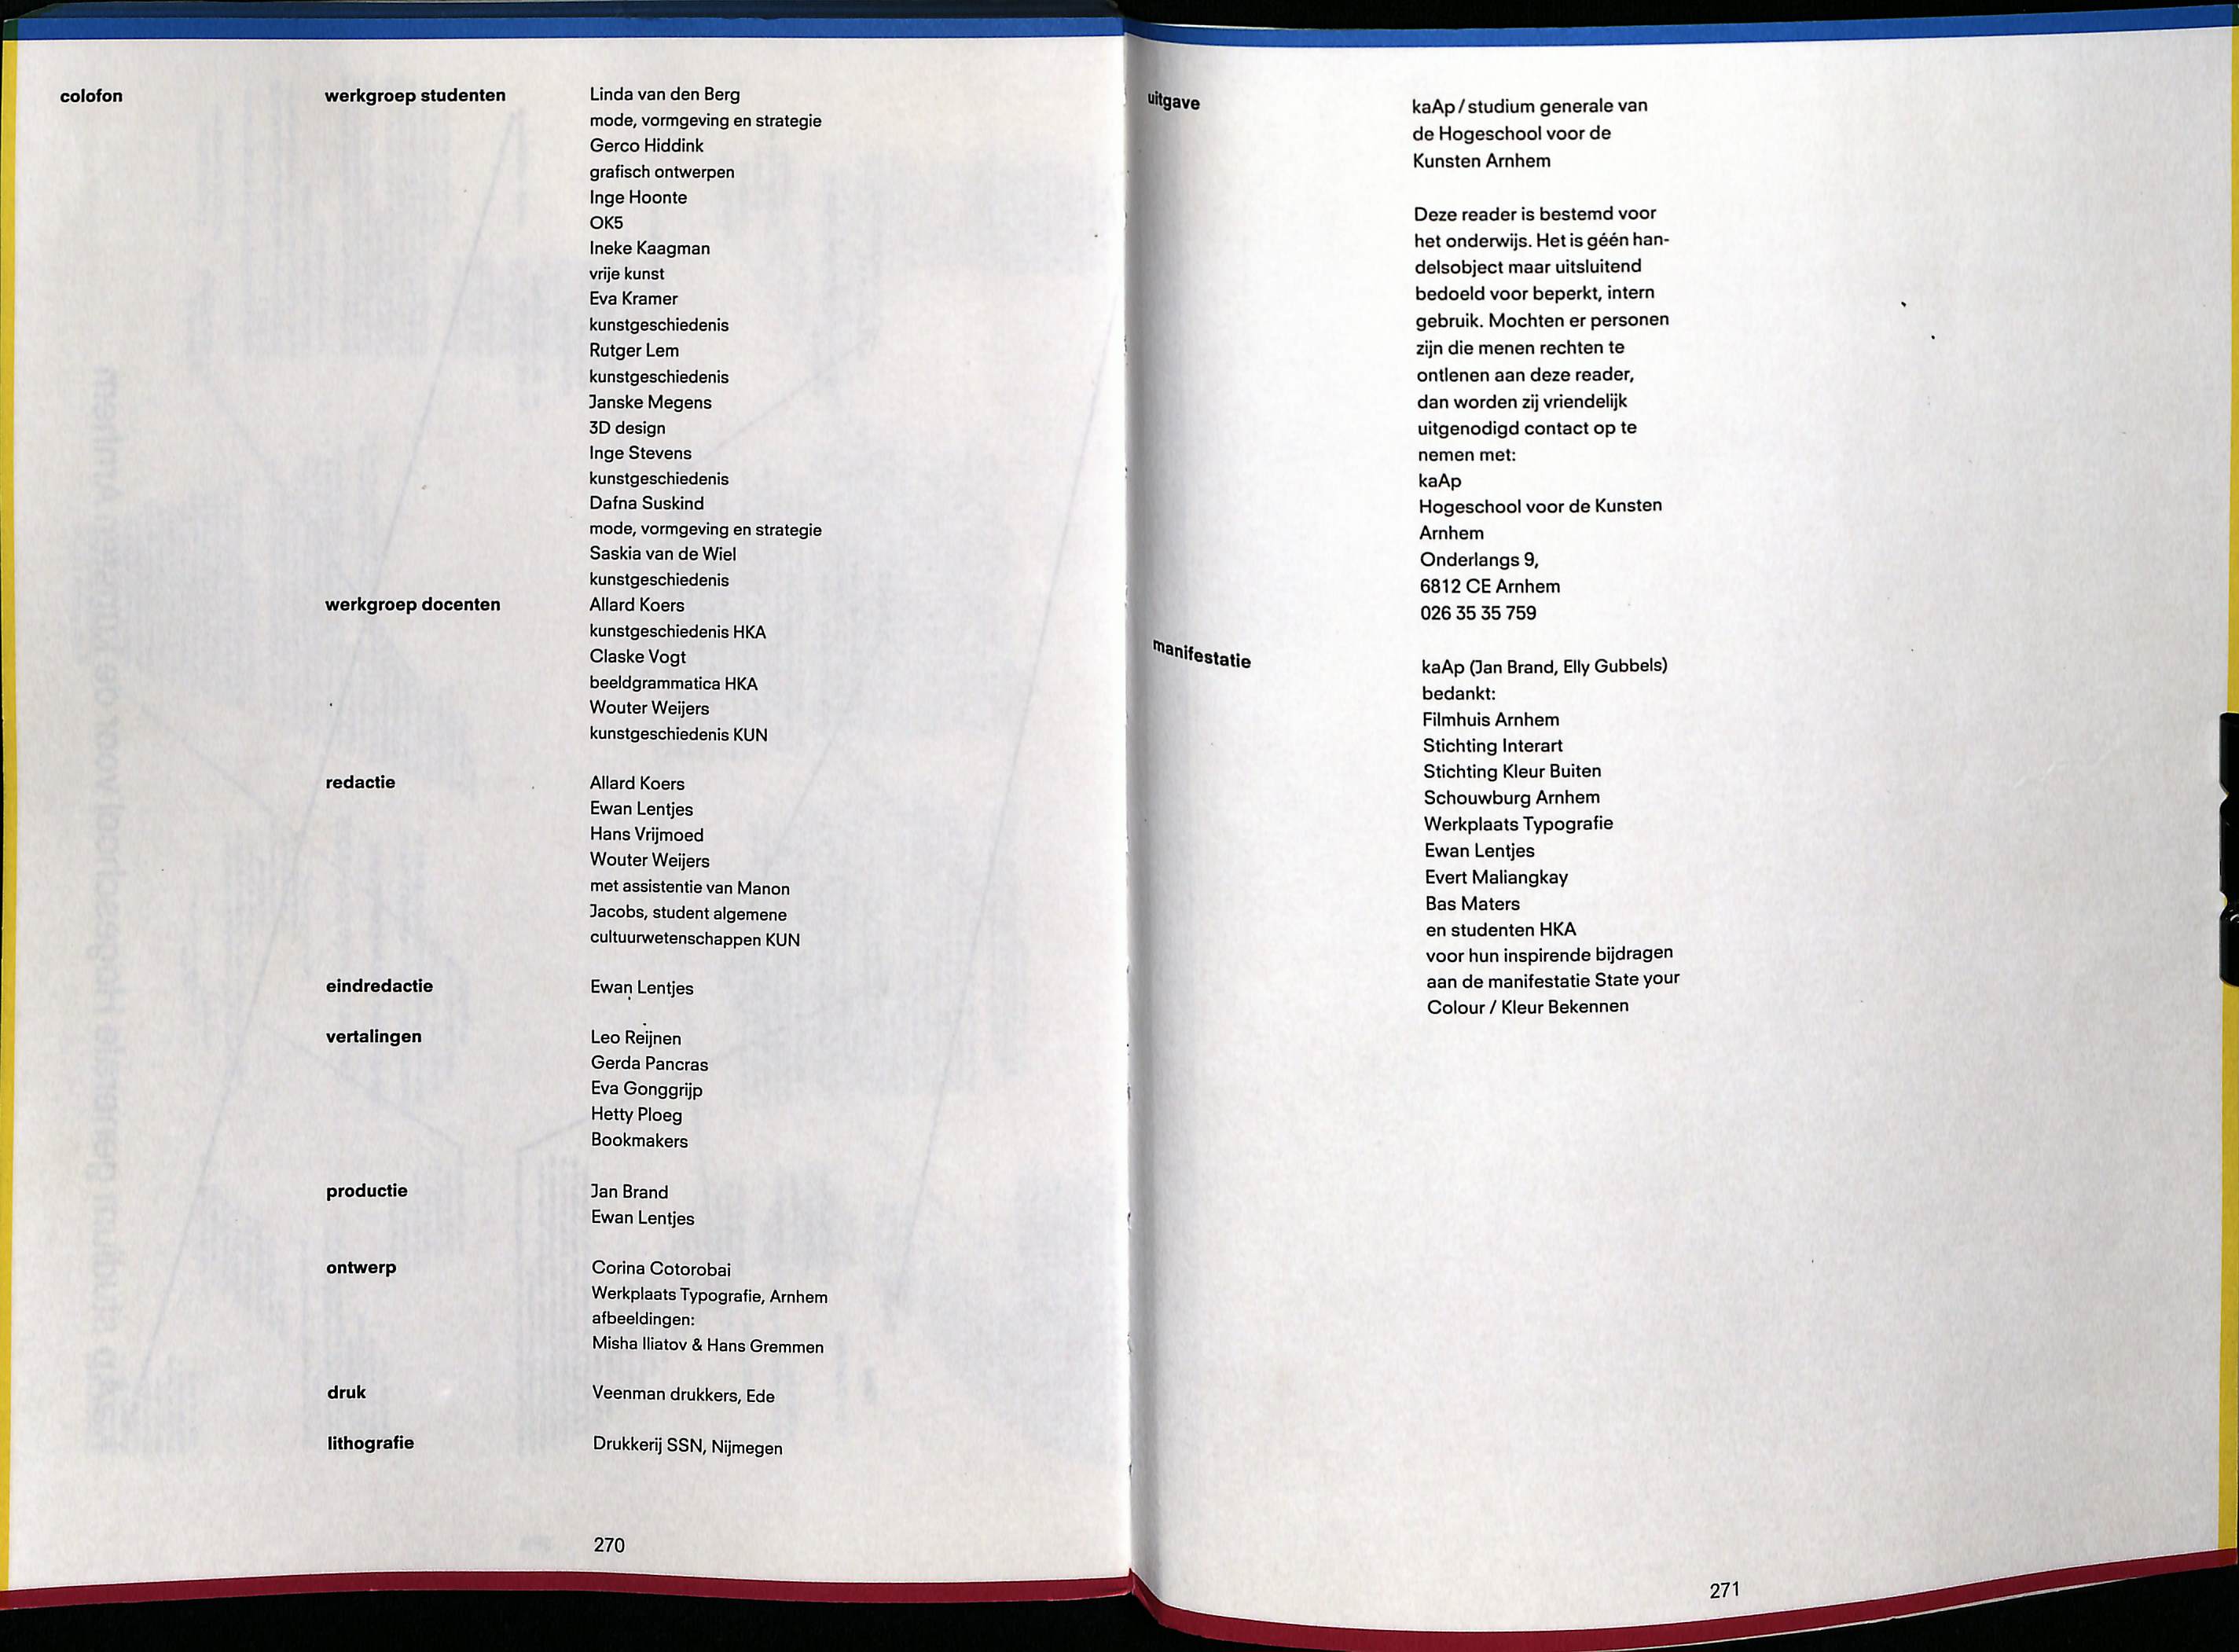 colofon
werkgroep studenten
Linda van den Berg
mode, vormgeving en strategie
Gerco Hiddink
grafisch ontwerpen
Inge Hoonte
OK5
Ineke Kaagman
vrije kunst
Eva Kramer
kunstgeschiedenis
Rutger Lem
kunstgeschiedenis
Janske Megens
3D design
Inge Stevens
kunstgeschiedenis
Dafna Suskind
mode, vormgeving en strategie
Saskia van de Wiel
kunstgeschiedenis
werkgroep docenten
Allard Koers
kunstgeschiedenis HKA
Claske Vogt
beeldgrammatica HKA
Wouter Weijers
kunstgeschiedenis KUN
redactie
Allard Koers
Ewan Lentjes
Hans Vrijmoed
Wouter Weijers
met assistentie van Manon
Jacobs, student algemene
cultuurwetenschappen KUN
eindredactie
Ewan Lentjes
vertalingen
Leo Reijnen
Gerda Pancras
Eva Gonggrijp
Hetty Ploeg
Bookmakers
productie
Jan Brand
Ewan Lentjes
ontwerp
Corina Cotorobai
Werkplaats Typografie, Arnhem
afbeeldingen:
Misha Iliatov & Hans Gremmen
druk
Veenman drukkers, Ede
lithografie
Drukkerij SSN, Nijmegen
270
uitgave
kaAp / studium generale van
de Hogeschool voor de
Kunsten Arnhem
Deze reader is bestemd voor
het onderwijs. Het is géén han-
delsobject maar uitsluitend
bedoeld voor beperkt, intern
gebruik. Mochten er personen
zijn die menen rechten te
ontlenen aan deze reader,
dan worden zij vriendelijk
uitgenodigd contact op te
nemen met:
kaAp
Hogeschool voor de Kunsten
Arnhem
Onderlangs 9,
6812 CE Arnhem
026 35 35 759
manifestatie
kaAp (Jan Brand, Elly Gubbels)
bedankt:
Filmhuis Arnhem
Stichting Interart
Stichting Kleur Buiten
Schouwburg Arnhem
Werkplaats Typografie
Ewan Lentjes
Evert Maliangkay
Bas Maters
en studenten HKA
voor hun inspirende bijdragen
aan de manifestatie State your
Colour / Kleur Bekennen
271